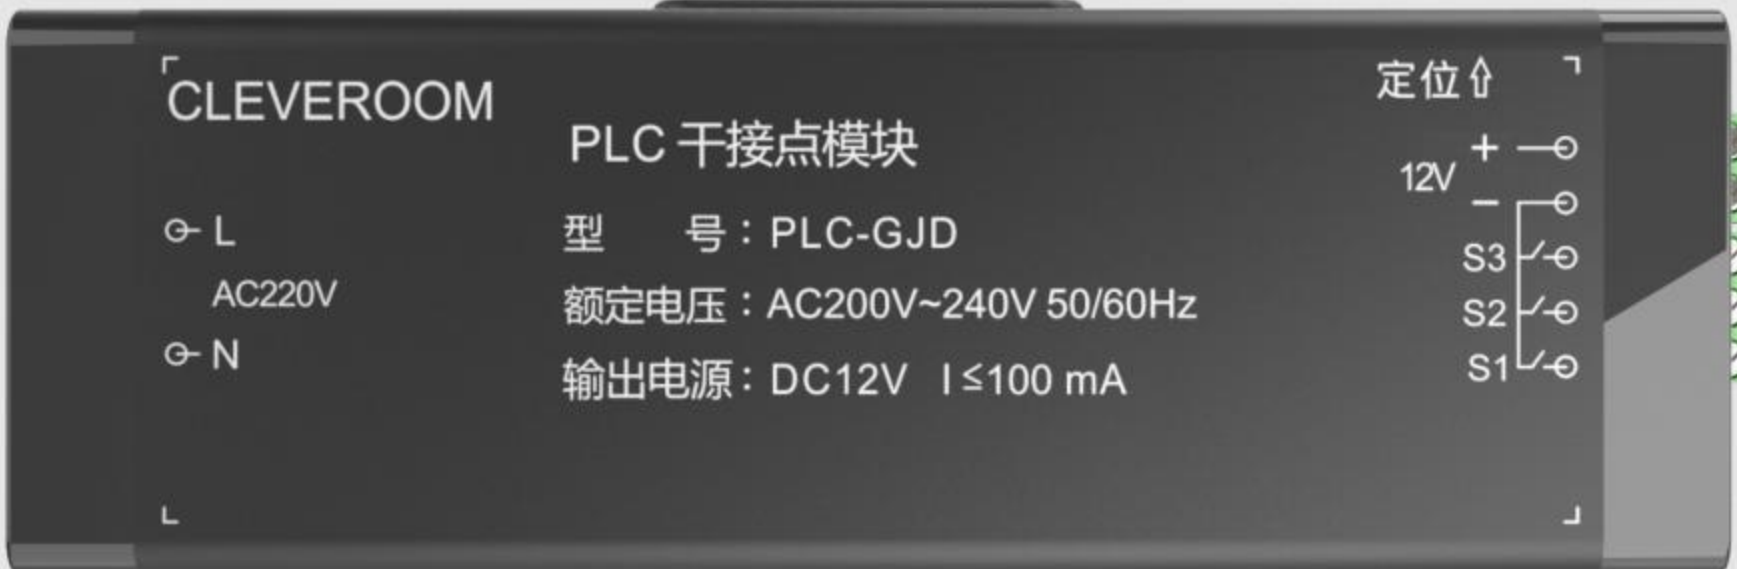 CLEVEROOM
定位⇧
PLC 干接点模块
+
12V
−
L
型 号：PLC-GJD
S3
AC220V
额定电压：AC200V~240V 50/60Hz
S2
N
输出电源：DC12V I≤100 mA
S1